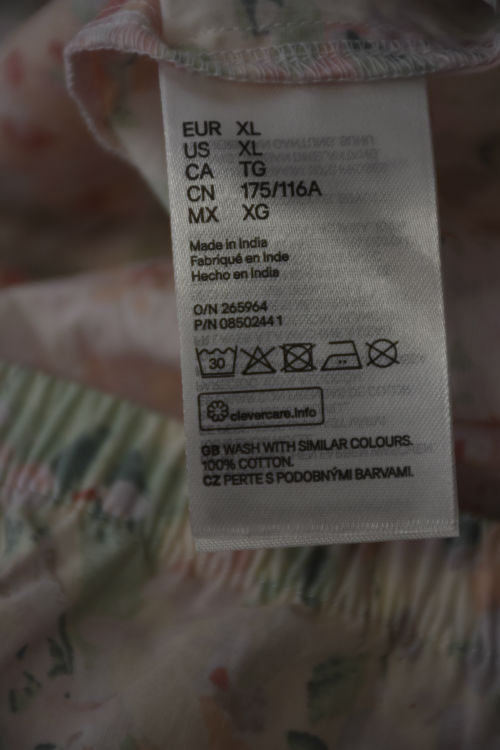 EUR XL
US XL
CA TG
CN 175/116A
MX XG
Made in India
Fabriqué en Inde
Hecho en India
O/N 265964
P/N 08502441
30
clevercare.info
GB WASH WITH SIMILAR COLOURS.
100% COTTON.
CZ PERTE S PODOBNÝMI BARVAMI.